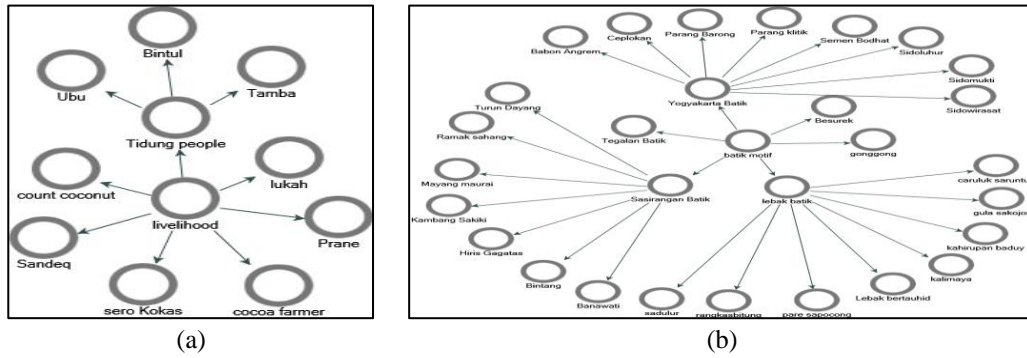 Bintul
Ubu
Tamba
Tidung people
count coconut
lukah
livelihood
Sandeq
Prane
sero Kokas
cocoa farmer
(a)
Ceplokan
Parang Barong
Parang klitik
Babon Angrem
Semen Bodhat
Sidoluhur
Sidomukti
Yogyakarta Batik
Sidowirasat
Turun Dayang
Besurek
Ramak sahang
Tegalan Batik
batik motif
gonggong
caruluk saruntu
Mayang maurai
Sasirangan Batik
lebak batik
gula sakojo
Kambang Sakiki
kahirupan baduy
Hiris Gagatas
kalimaya
Bintang
Lebak bertauhid
Banawati
sadulur
rangkasbitung
pare sapocong
(b)